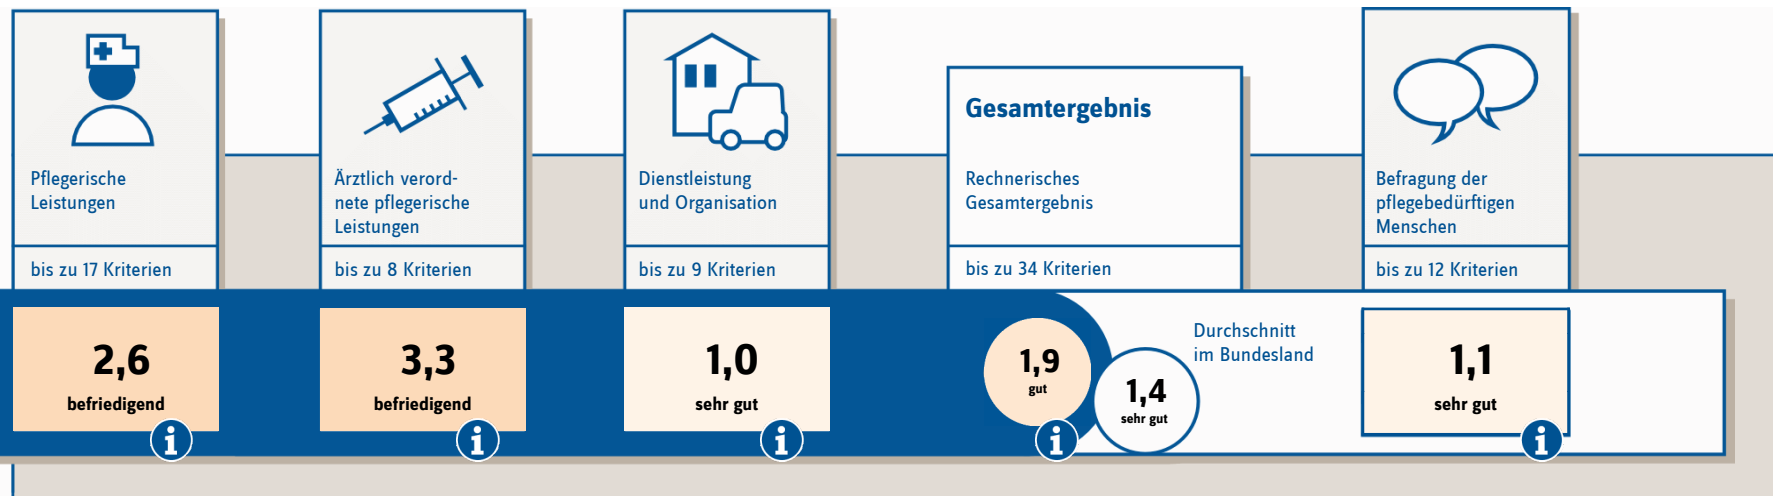 Pflegerische
Leistungen
bis zu 17 Kriterien
2,6
befriedigend
Ärztlich verord-
nete pflegerische
Leistungen
bis zu 8 Kriterien
3,3
befriedigend
Dienstleistung
und Organisation
bis zu 9 Kriterien
1,0
sehr gut
Gesamtergebnis
Rechnerisches
Gesamtergebnis
bis zu 34 Kriterien
1,9
gut
1,4
sehr gut
Durchschnitt
im Bundesland
Befragung der
pflegebedürftigen
Menschen
bis zu 12 Kriterien
1,1
sehr gut